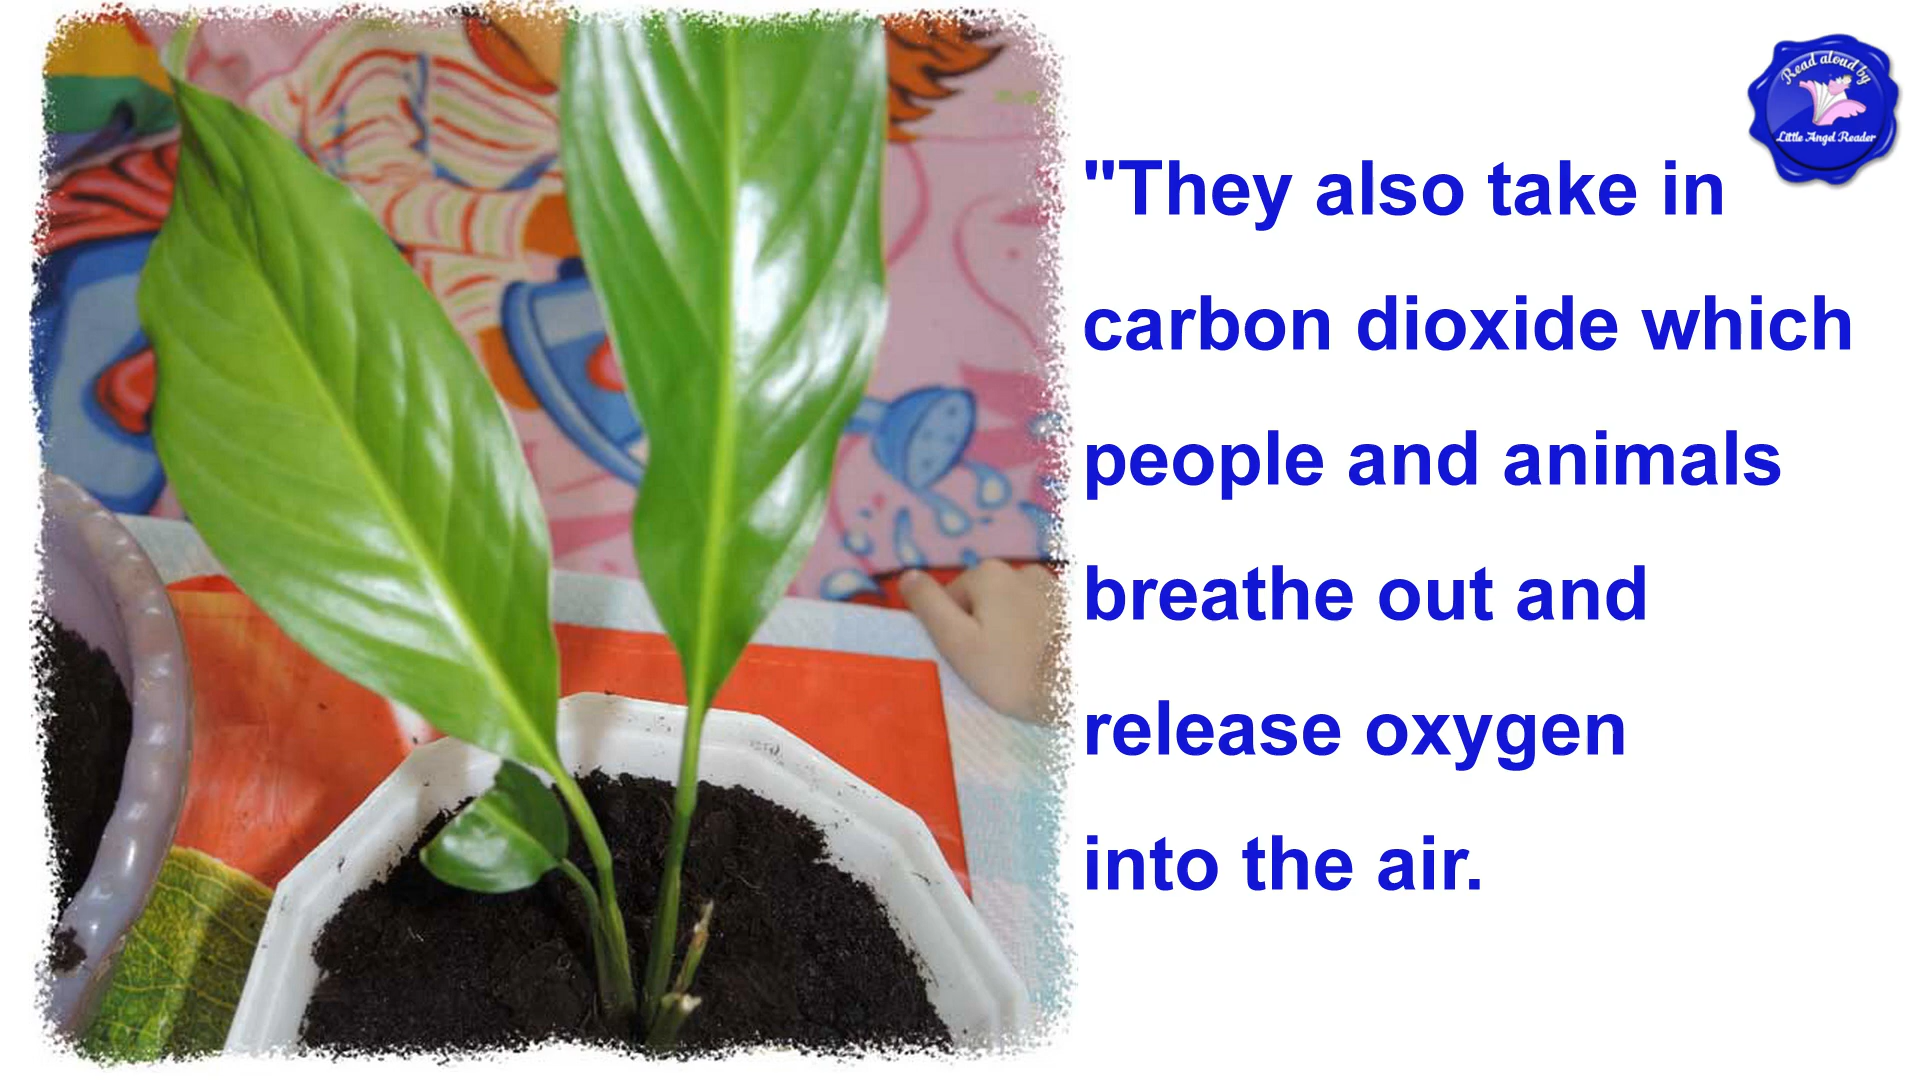 Read aloud by
Little Angel Reader
"They also take in
carbon dioxide which
people and animals
breathe out and
release oxygen
into the air.